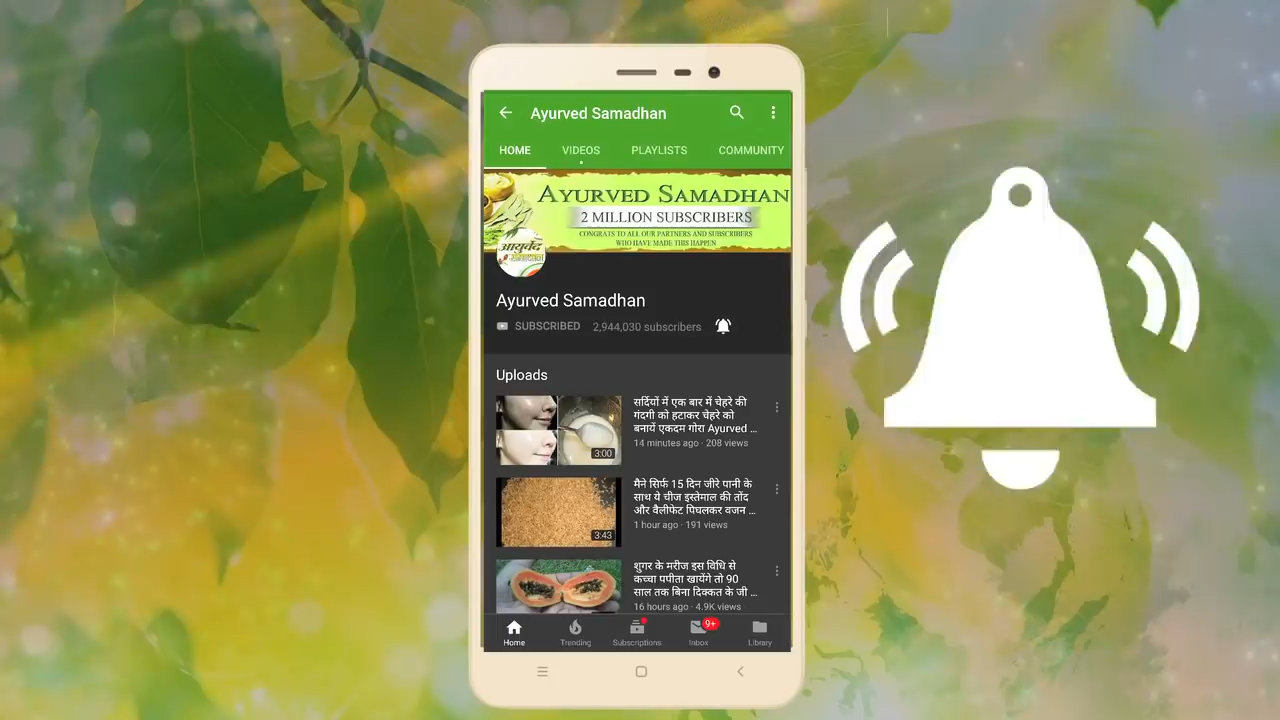 Ayurved Samadhan
HOME VIDEOS PLAYLISTS COMMUNITY
AYURVED SAMADHAN
2 MILLION SUBSCRIBERS
CONGRATS TO ALL OUR PARTNERS AND SUBSCRIBERS
WHO HAVE MADE THIS HAPPEN
आयुर्वेद
समाधान
Ayurved Samadhan
SUBSCRIBED 2,944,030 subscribers
Uploads
सर्दियों में एक बार में चेहरे की
गंदगी को हटाकर चेहरे को
बनायें एकदम गोरा Ayurved ...
14 minutes ago · 208 views
3:00
मैने सिर्फ 15 दिन जीरे पानी के
साथ ये चीज इस्तेमाल की तोंद
और वैलीफेट पिघलकर वजन ...
1 hour ago · 191 views
3:43
शुगर के मरीज इस विधि से
कच्चा पपीता खायेंगे तो 90
साल तक बिना दिक्कत के जी ...
16 hours ago · 4.9K views
9+
Home Trending Subscriptions Inbox Library